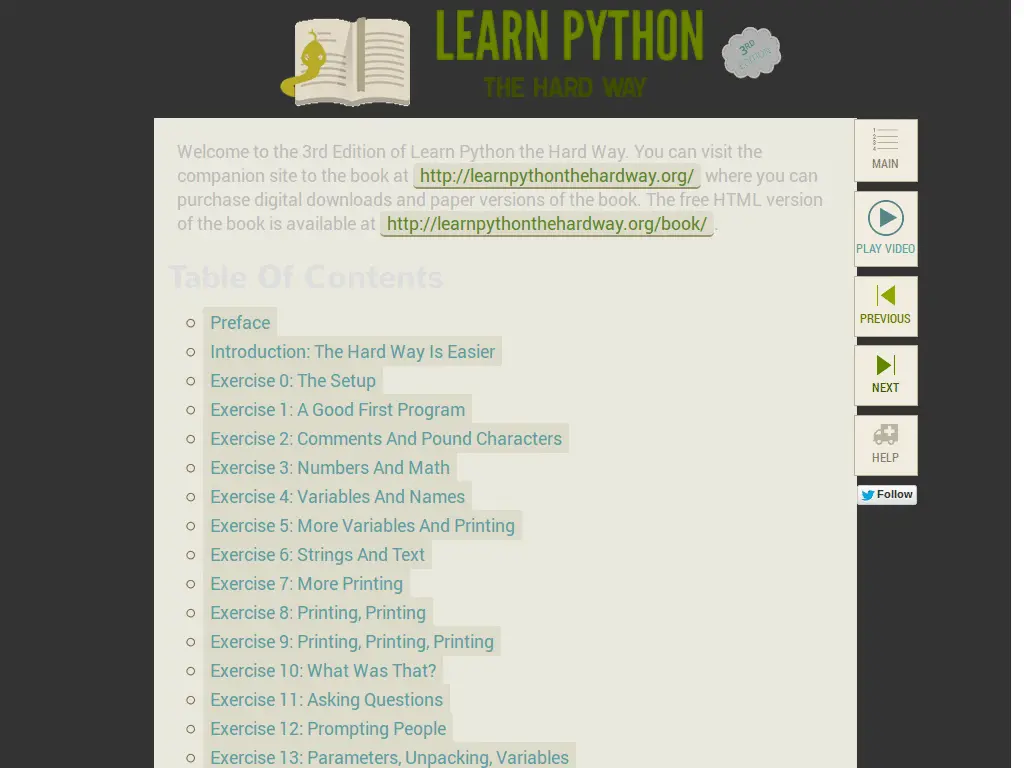 LEARN PYTHON
THE HARD WAY
3RD
EDITION
Welcome to the 3rd Edition of Learn Python the Hard Way. You can visit the
companion site to the book at http://learnpythonthehardway.org/ where you can
purchase digital downloads and paper versions of the book. The free HTML version
of the book is available at http://learnpythonthehardway.org/book/ .
Table Of Contents
Preface
Introduction: The Hard Way Is Easier
Exercise 0: The Setup
Exercise 1: A Good First Program
Exercise 2: Comments And Pound Characters
Exercise 3: Numbers And Math
Exercise 4: Variables And Names
Exercise 5: More Variables And Printing
Exercise 6: Strings And Text
Exercise 7: More Printing
Exercise 8: Printing, Printing
Exercise 9: Printing, Printing, Printing
Exercise 10: What Was That?
Exercise 11: Asking Questions
Exercise 12: Prompting People
Exercise 13: Parameters, Unpacking, Variables
1
2
3
4
MAIN
PLAY VIDEO
PREVIOUS
NEXT
HELP
Follow